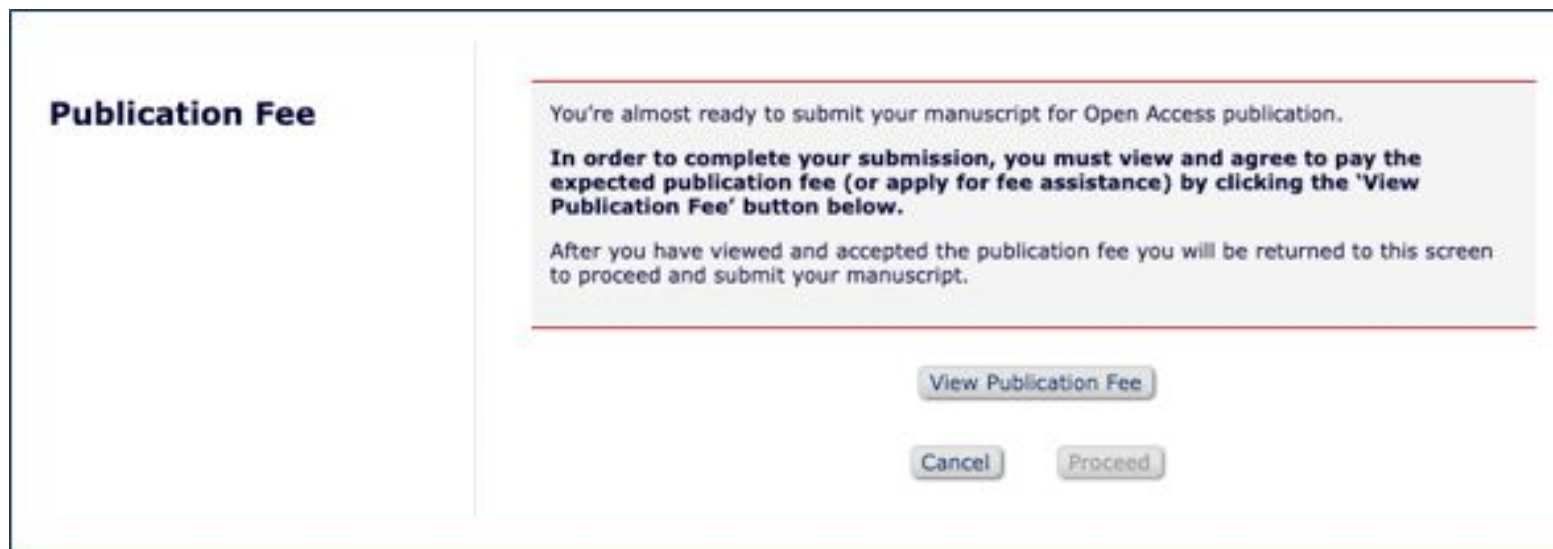 Publication Fee
You're almost ready to submit your manuscript for Open Access publication.
In order to complete your submission, you must view and agree to pay the
expected publication fee (or apply for fee assistance) by clicking the 'View
Publication Fee' button below.
After you have viewed and accepted the publication fee you will be returned to this screen
to proceed and submit your manuscript.
View Publication Fee
Cancel Proceed